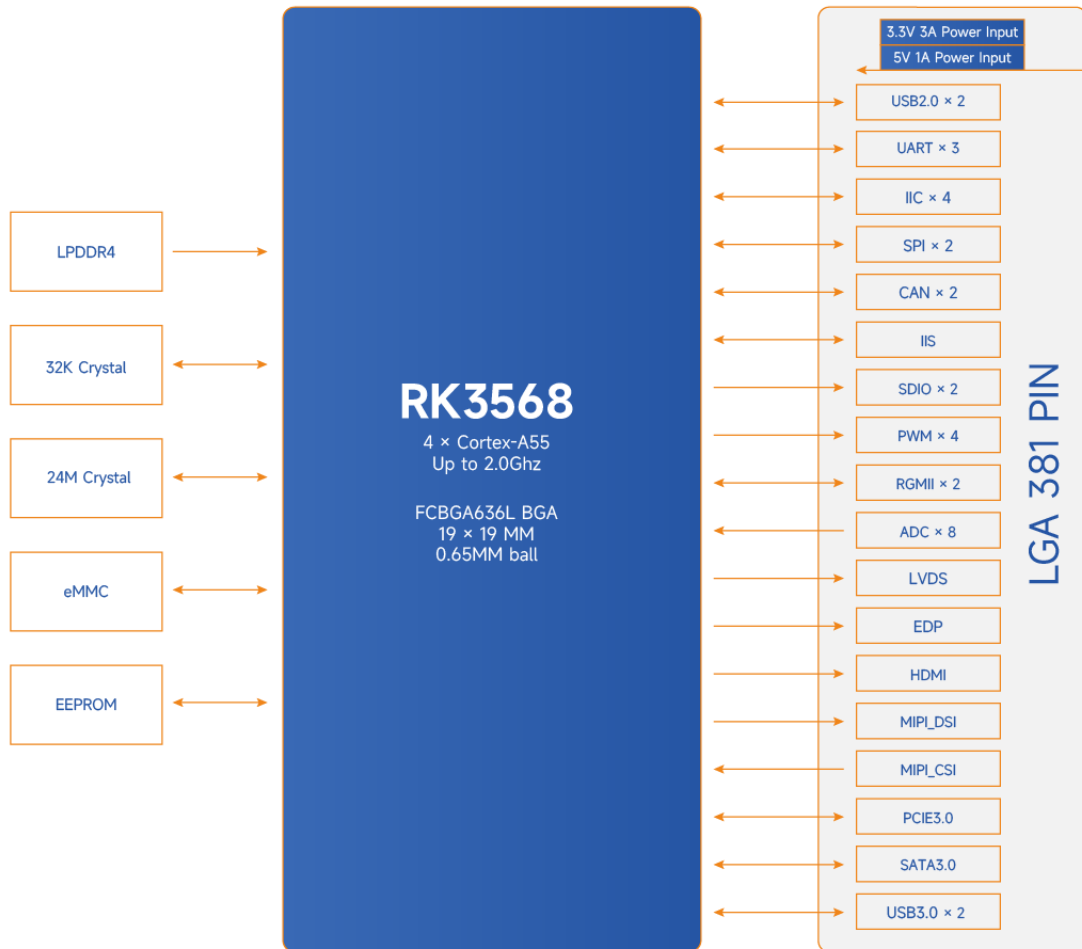 LPDDR4
32K Crystal
24M Crystal
eMMC
EEPROM
RK3568
4 × Cortex-A55
Up to 2.0Ghz
FCBGA636L BGA
19 × 19 MM
0.65MM ball
3.3V 3A Power Input
5V 1A Power Input
USB2.0 × 2
UART × 3
IIC × 4
SPI × 2
CAN × 2
IIS
SDIO × 2
PWM × 4
RGMII × 2
ADC × 8
LVDS
EDP
HDMI
MIPI_DSI
MIPI_CSI
PCIE3.0
SATA3.0
USB3.0 × 2
LGA 381 PIN